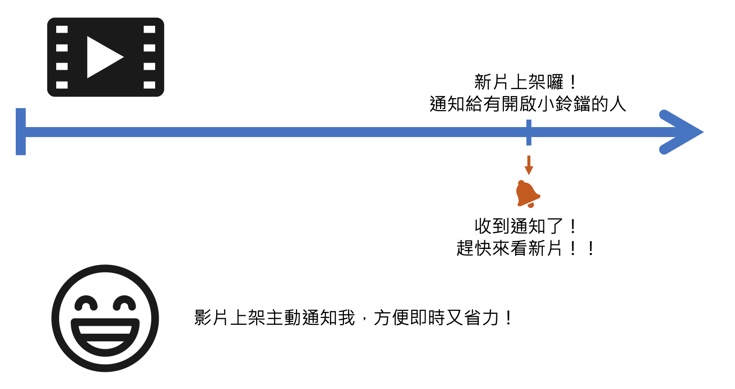 新片上架囉！
通知給有開啟小鈴鐺的人
收到通知了！
趕快來看新片！！
影片上架主動通知我，方便即時又省力！